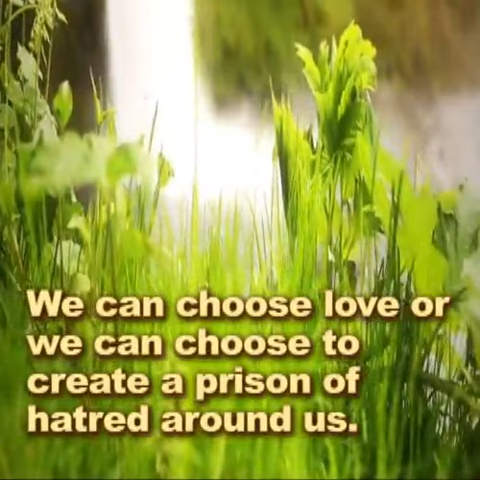 We can choose love or
we can choose to
create a prison of
hatred around us.